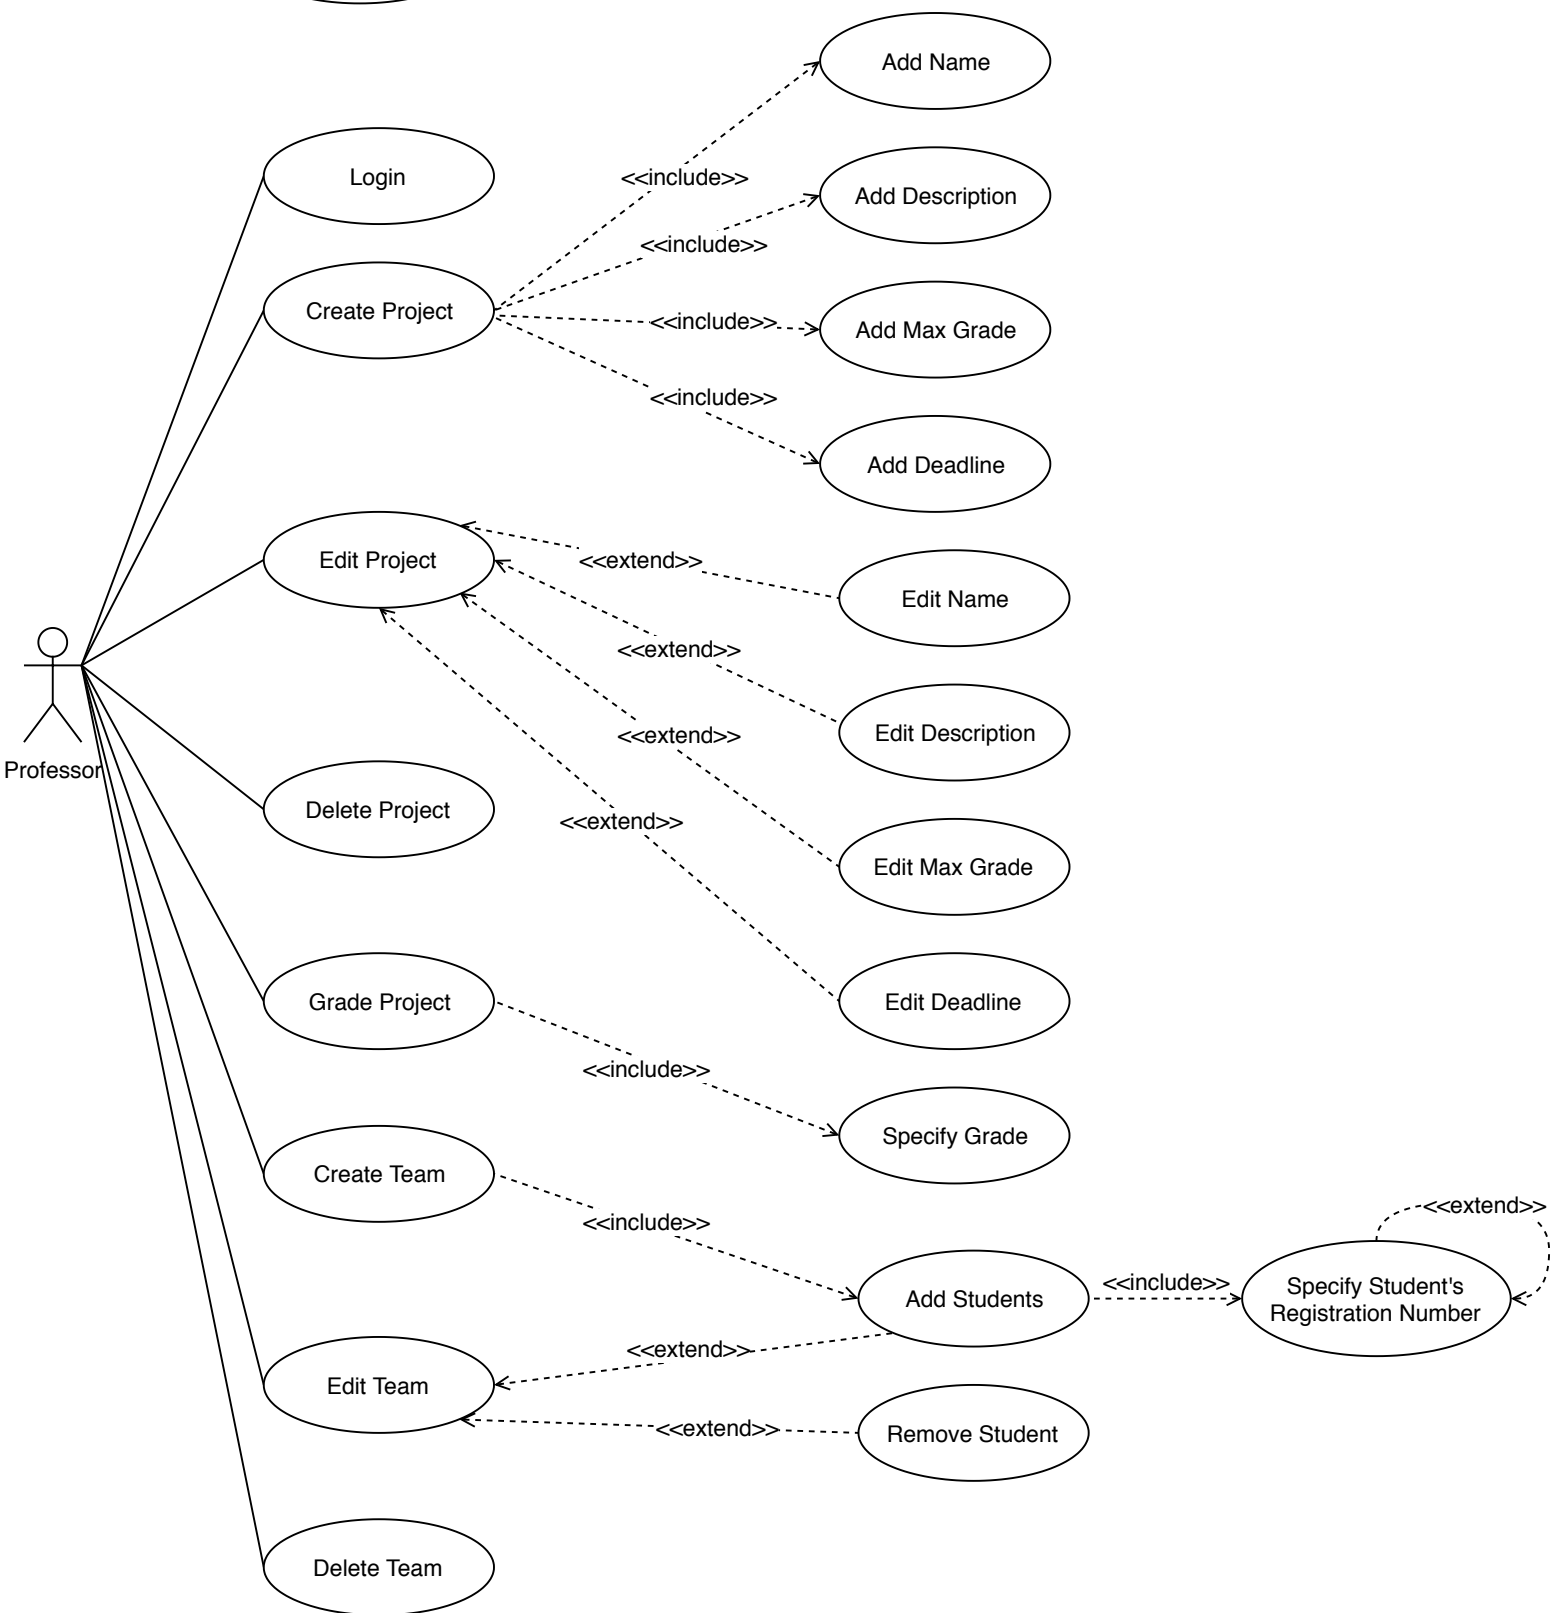 Add Name
Login
<<include>>
Add Description
<<include>>
Create Project
<<include>>
Add Max Grade
<<include>>
Add Deadline
Edit Project
<<extend>>
Edit Name
<<extend>>
Edit Description
<<extend>>
Professor
Delete Project
<<extend>>
Edit Max Grade
Grade Project
Edit Deadline
<<include>>
Specify Grade
Create Team
<<include>>
<<extend>>
Add Students
<<include>>
Specify Student's
Registration Number
<<extend>>
Edit Team
<<extend>>
Remove Student
Delete Team